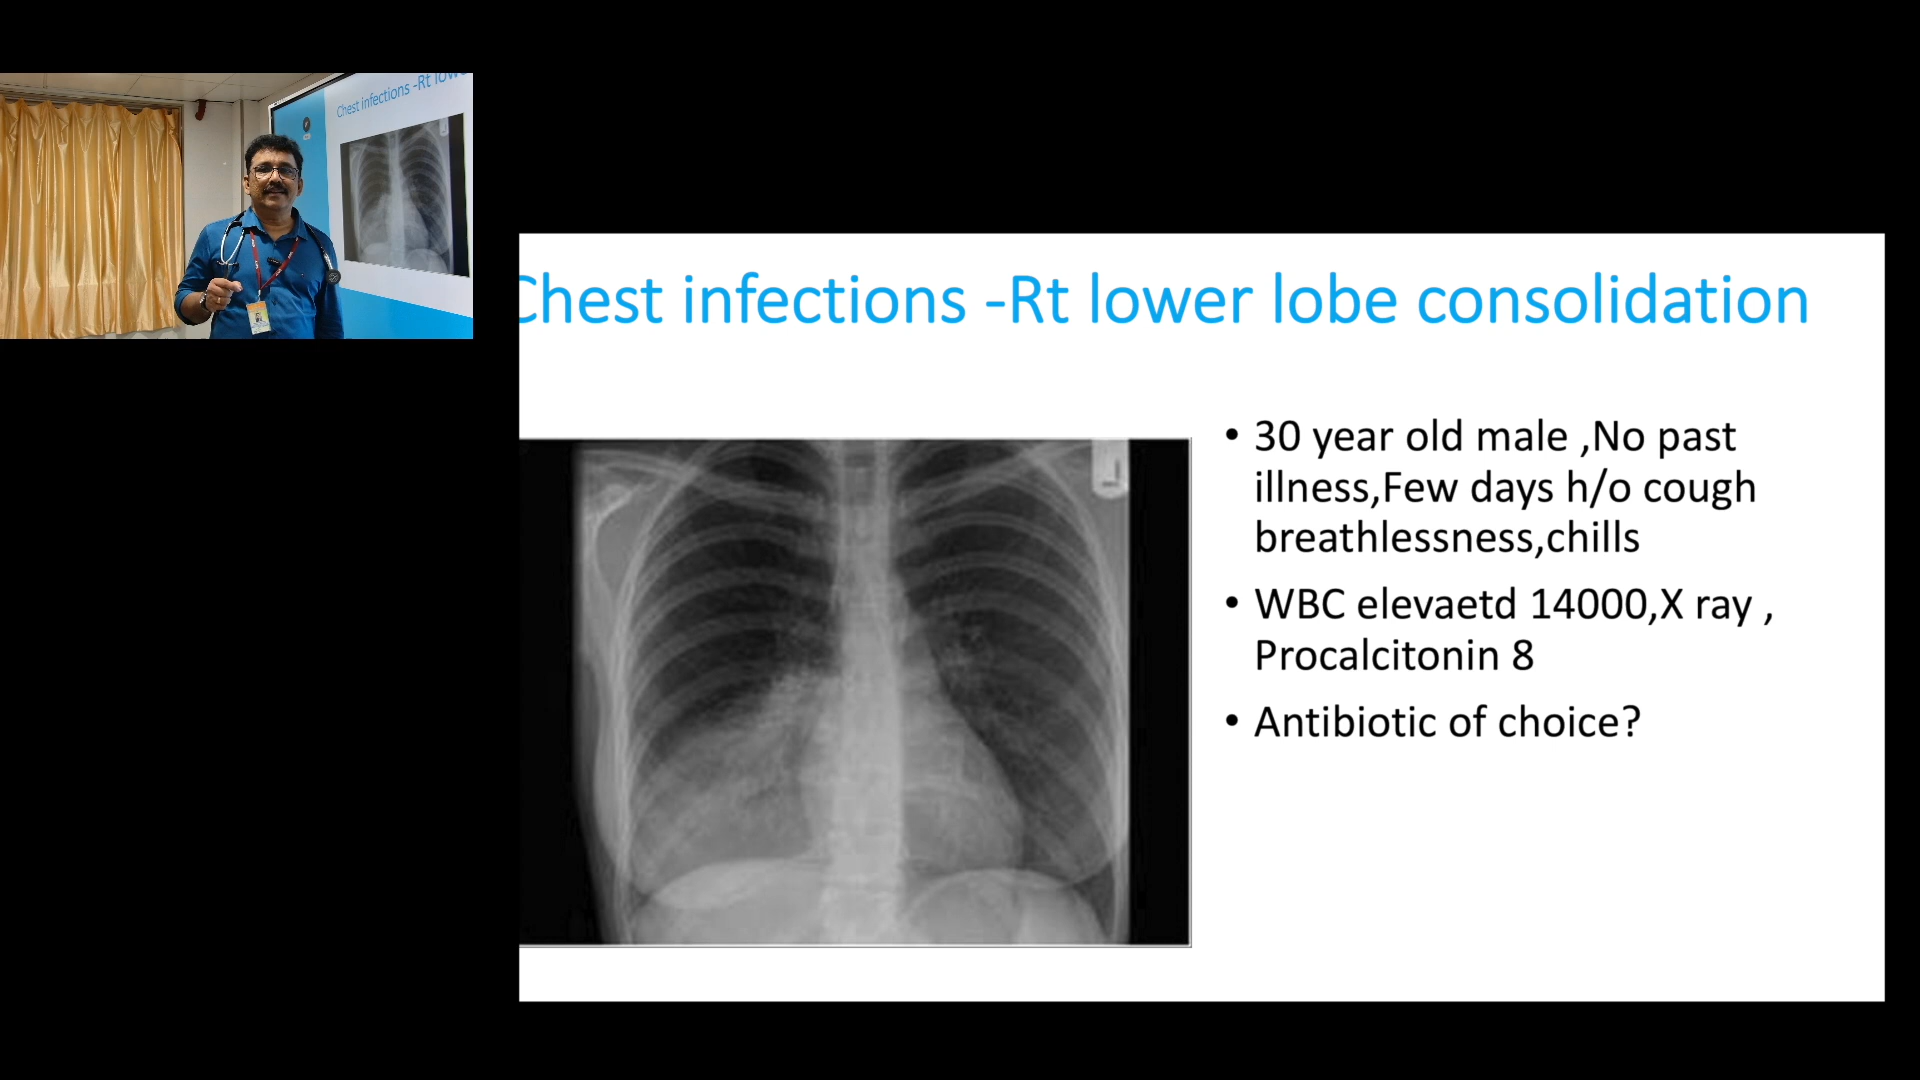 Chest infections -Rt lowe
Chest infections -Rt lower lobe consolidation
• 30 year old male ,No past
illness,Few days h/o cough
breathlessness,chills
• WBC elevaetd 14000,X ray ,
Procalcitonin 8
• Antibiotic of choice?
L